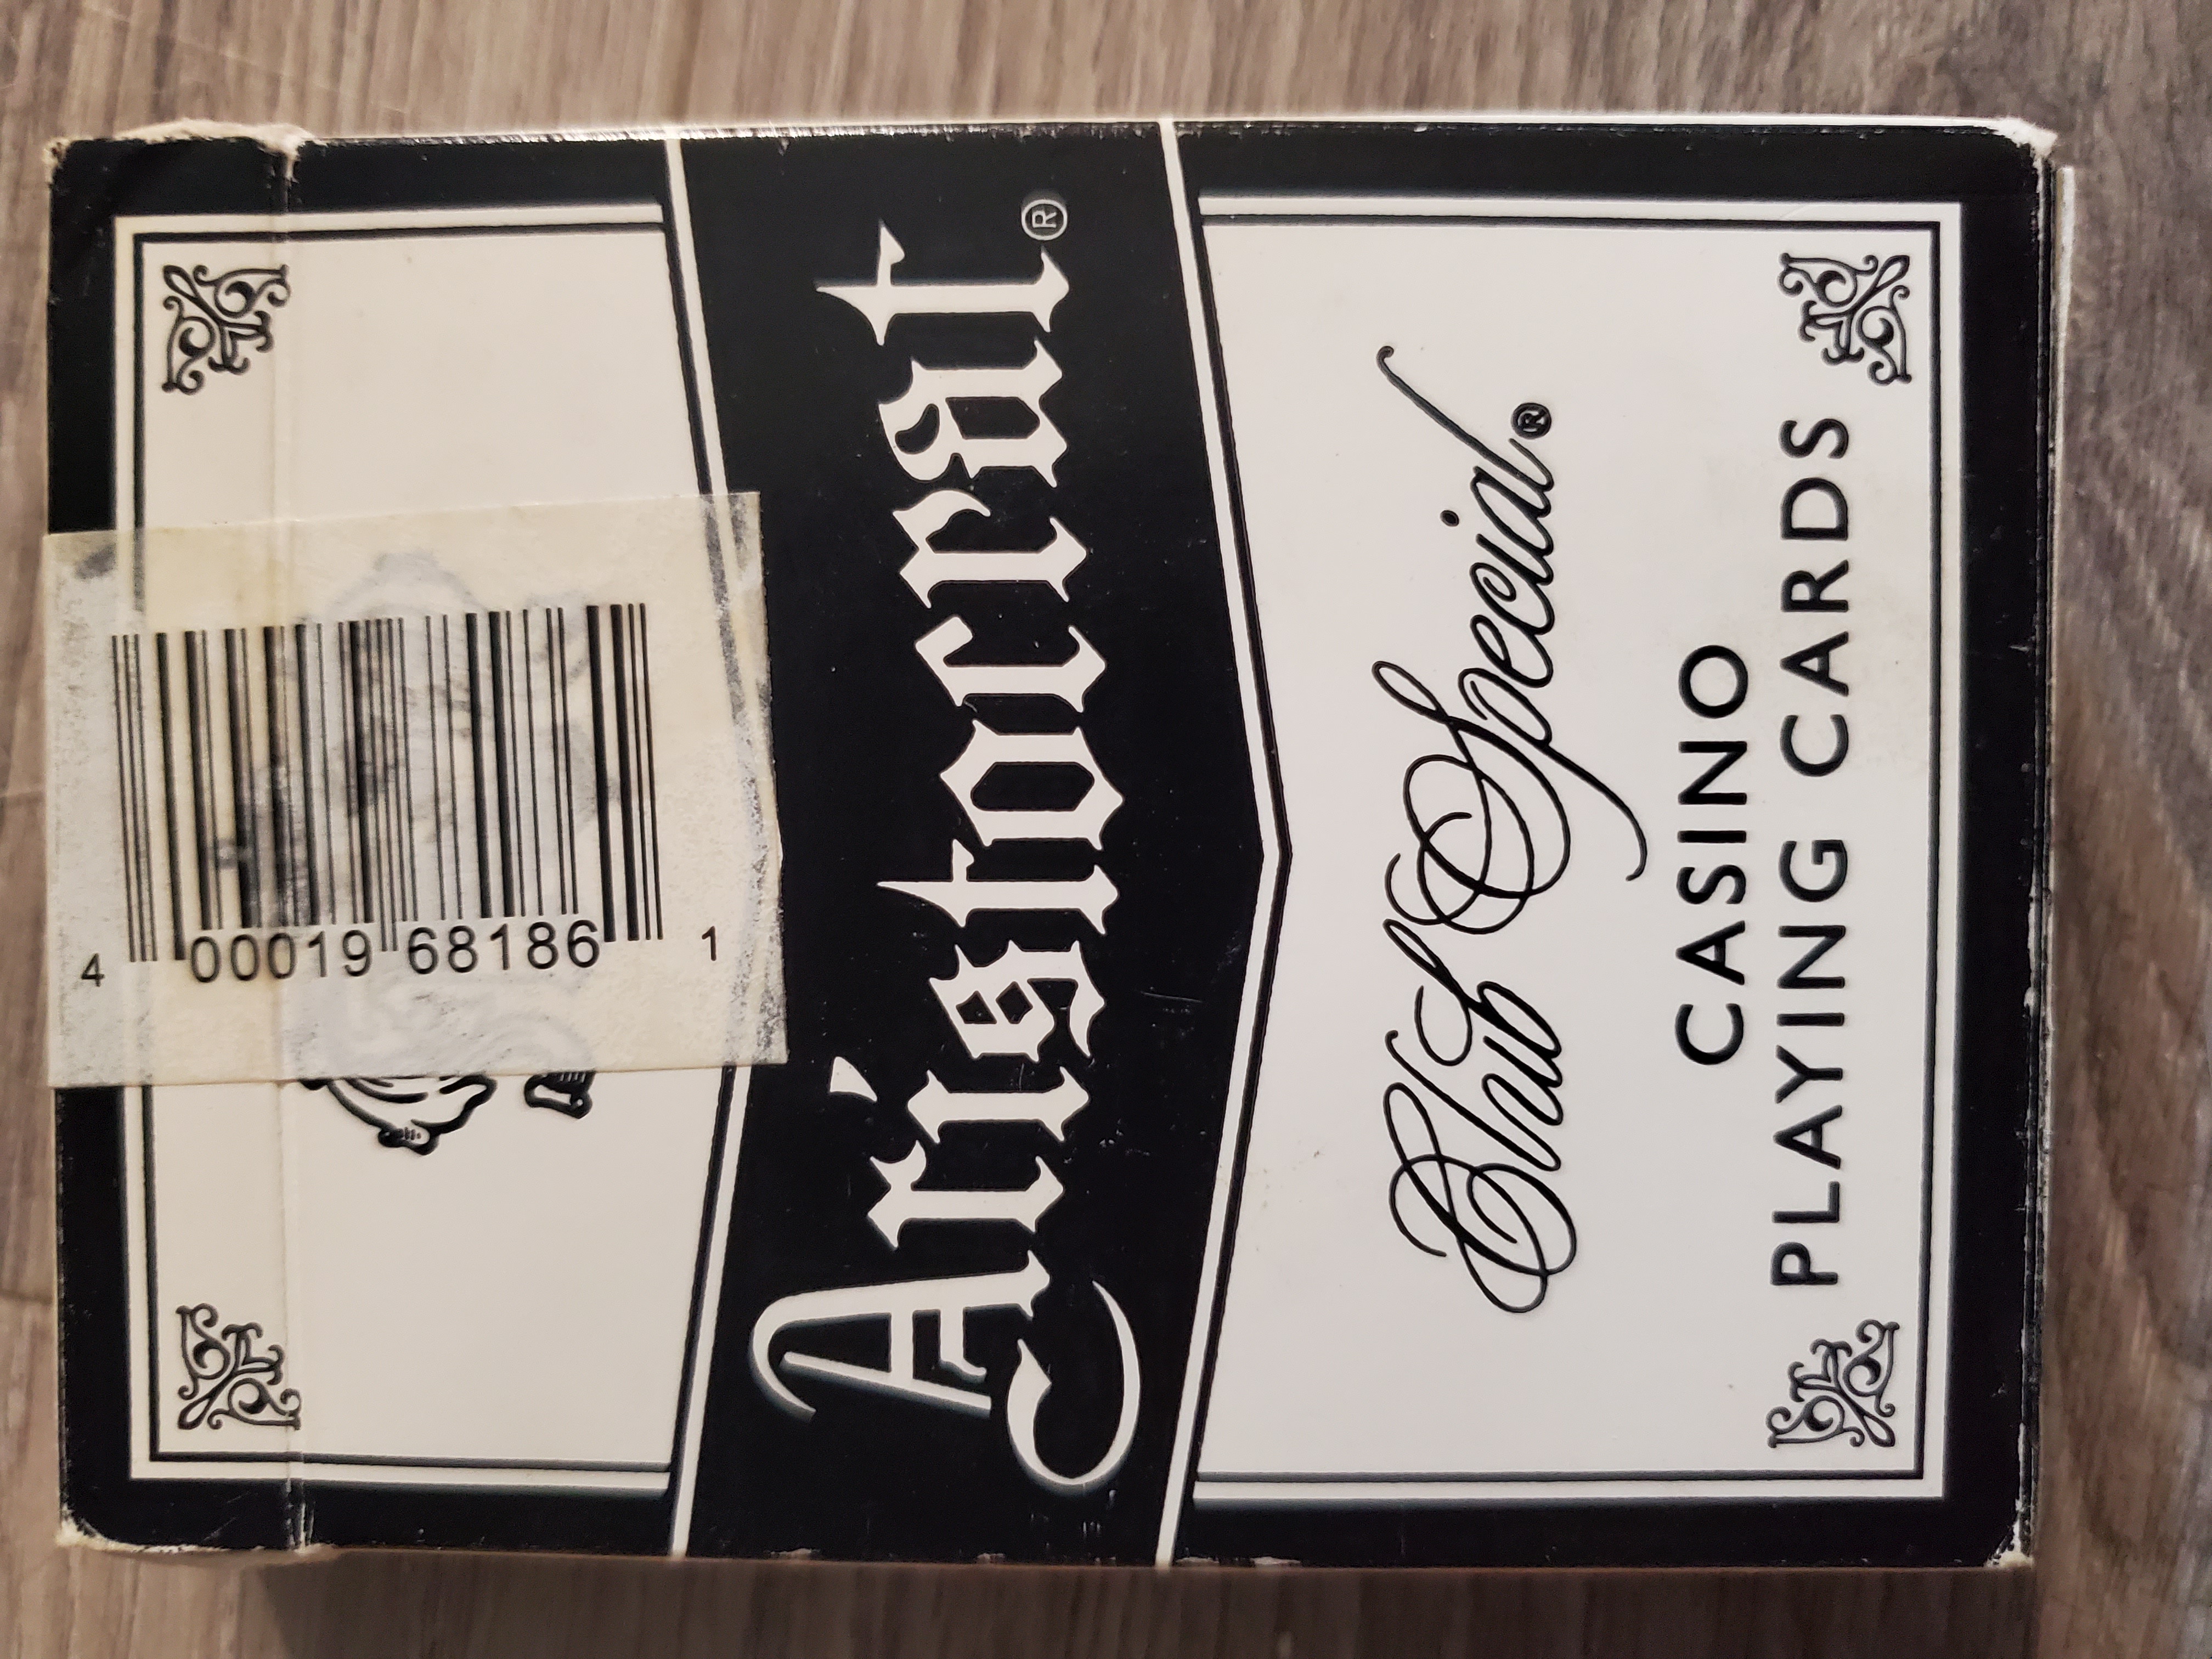 4 00019 68186 1
Aristocrat®
Club Special®
CASINO
PLAYING CARDS